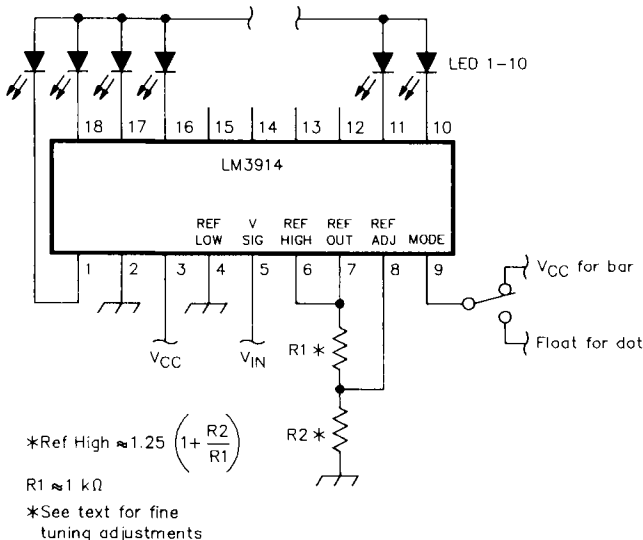 LED 1-10
18 17 16 15 14 13 12 11 10
LM3914
REF LOW
V SIG
REF HIGH
REF OUT
REF ADJ
MODE
1 2 3 4 5 6 7 8 9
VCC for bar
Float for dot
VCC
VIN
R1 *
R2 *
*Ref High ≈ 1.25 (1+ R2/R1)
R1 ≈ 1 kΩ
*See text for fine
tuning adjustments